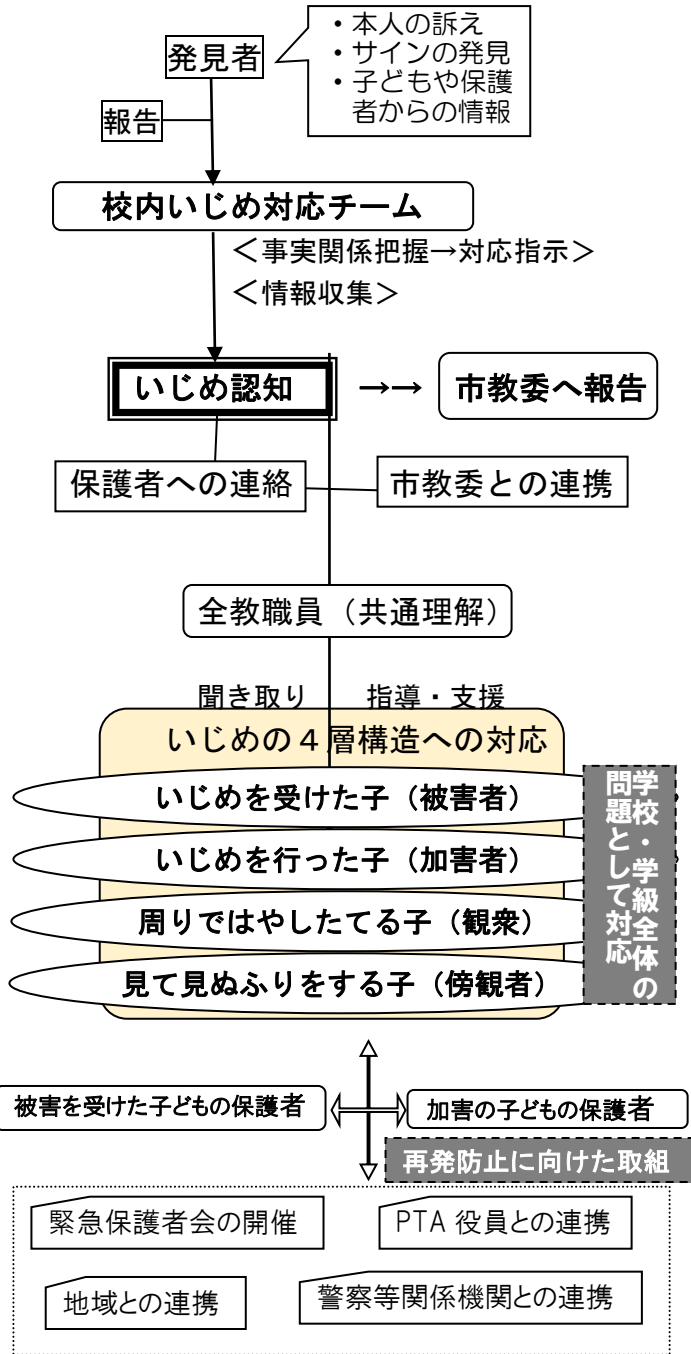 発見者
・本人の訴え
・サインの発見
・子どもや保護
者からの情報
報告
校内いじめ対応チーム
＜事実関係把握→対応指示＞
＜情報収集＞
いじめ認知
→→
市教委へ報告
保護者への連絡
市教委との連携
全教職員（共通理解）
聞き取り
指導・支援
いじめの４層構造への対応
いじめを受けた子（被害者）
いじめを行った子（加害者）
周りではやしたてる子（観衆）
見て見ぬふりをする子（傍観者）
学校・学級全体の
問題として対応
被害を受けた子どもの保護者
加害の子どもの保護者
再発防止に向けた取組
緊急保護者会の開催
PTA 役員との連携
地域との連携
警察等関係機関との連携